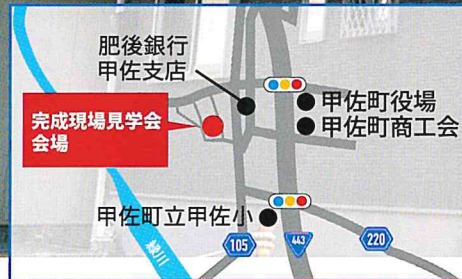 肥後銀行
甲佐支店
完成現場見学会
会場
甲佐町役場
甲佐町商工会
甲佐町立甲佐小
105
443
220